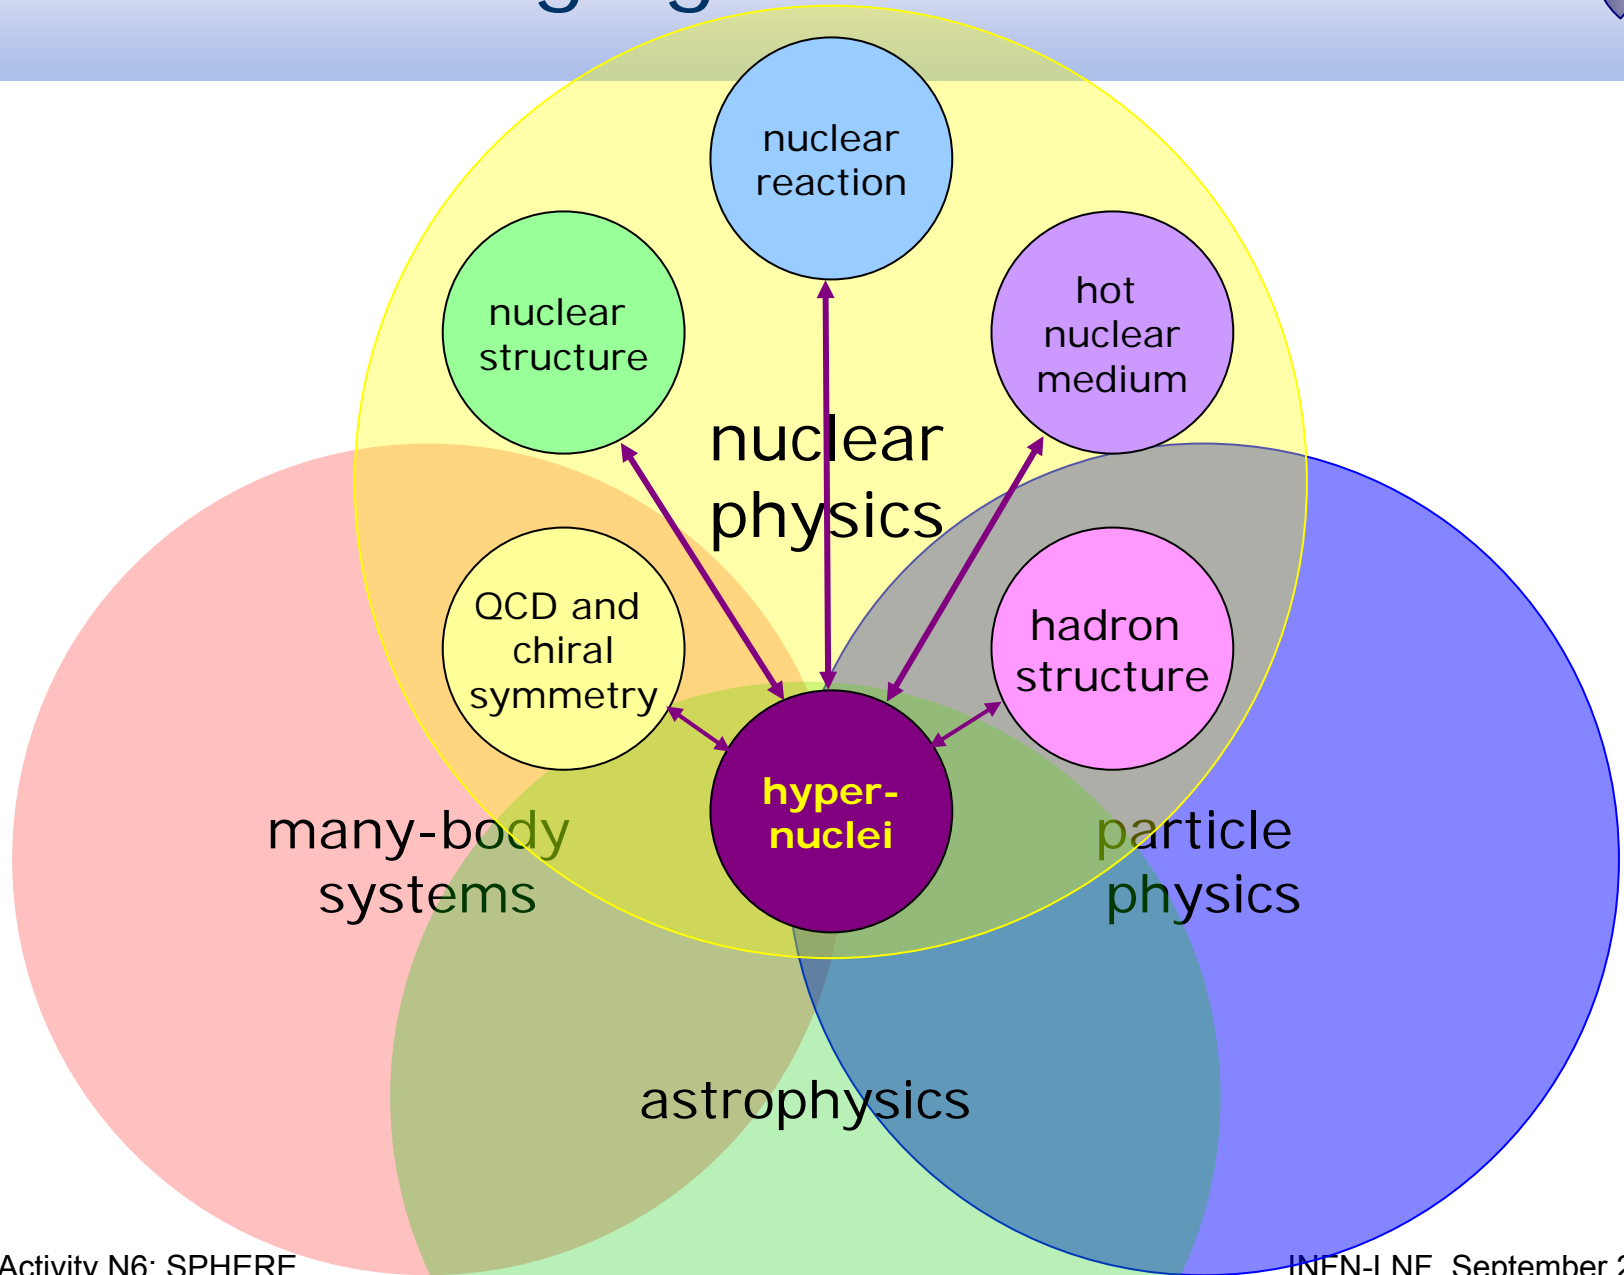 nuclear
reaction
nuclear
structure
hot
nuclear
medium
nuclear
physics
QCD and
chiral
symmetry
hadron
structure
hyper-
nuclei
many-body
systems
particle
physics
astrophysics
Activity N6: SPHERE
INFN-LNF, September